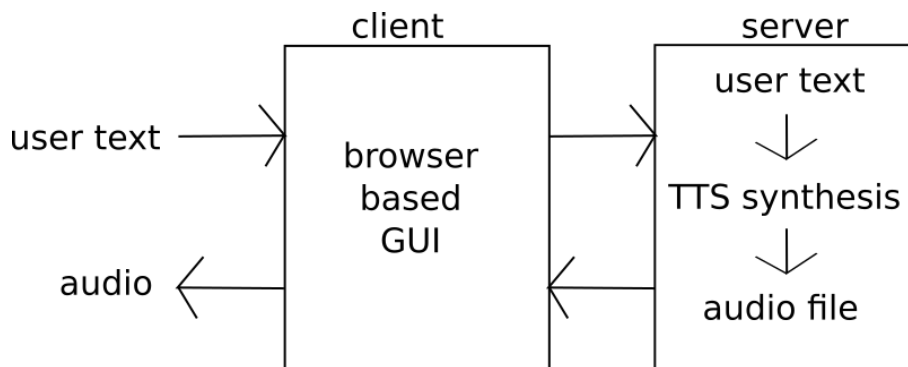 client
server
user text
user text
browser
based
GUI
TTS synthesis
audio
audio file